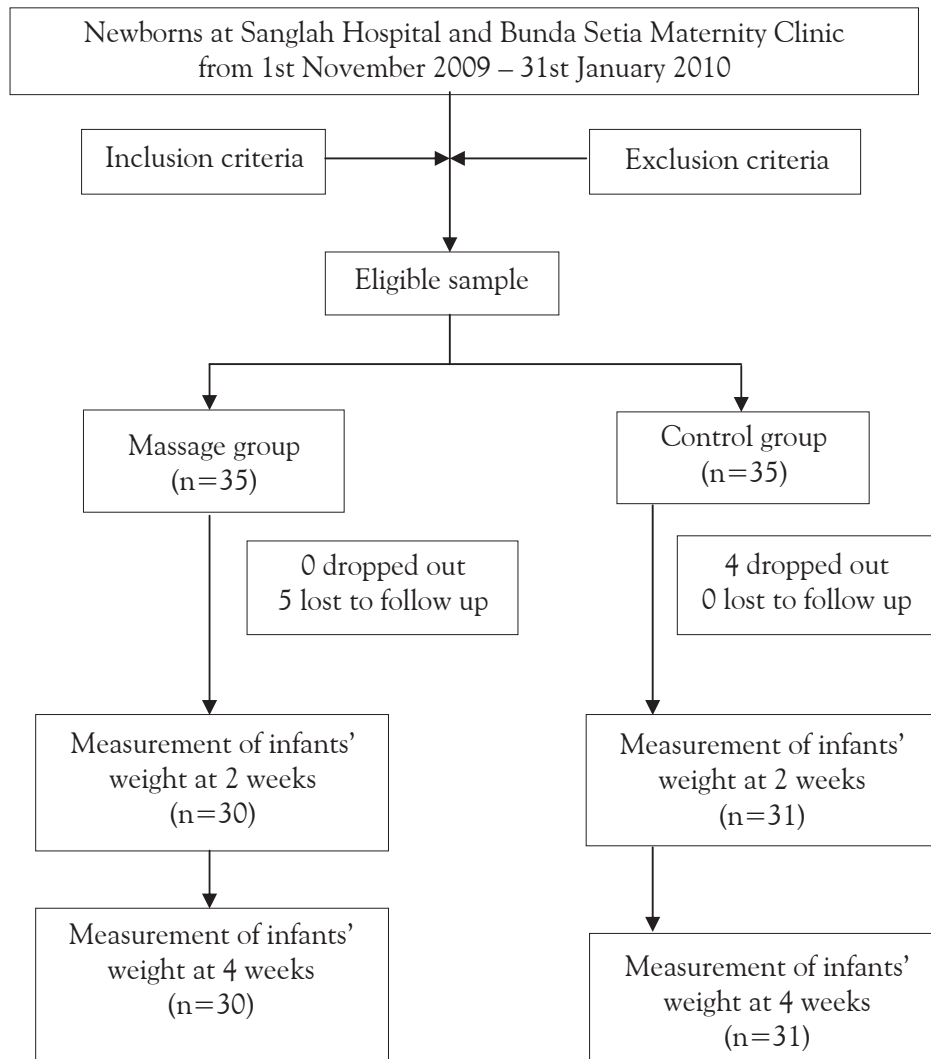 Newborns at Sanglah Hospital and Bunda Setia Maternity Clinic
from 1st November 2009 – 31st January 2010
Inclusion criteria
Exclusion criteria
Eligible sample
Massage group
(n=35)
Control group
(n=35)
0 dropped out
5 lost to follow up
4 dropped out
0 lost to follow up
Measurement of infants'
weight at 2 weeks
(n=30)
Measurement of infants'
weight at 2 weeks
(n=31)
Measurement of infants'
weight at 4 weeks
(n=30)
Measurement of infants'
weight at 4 weeks
(n=31)